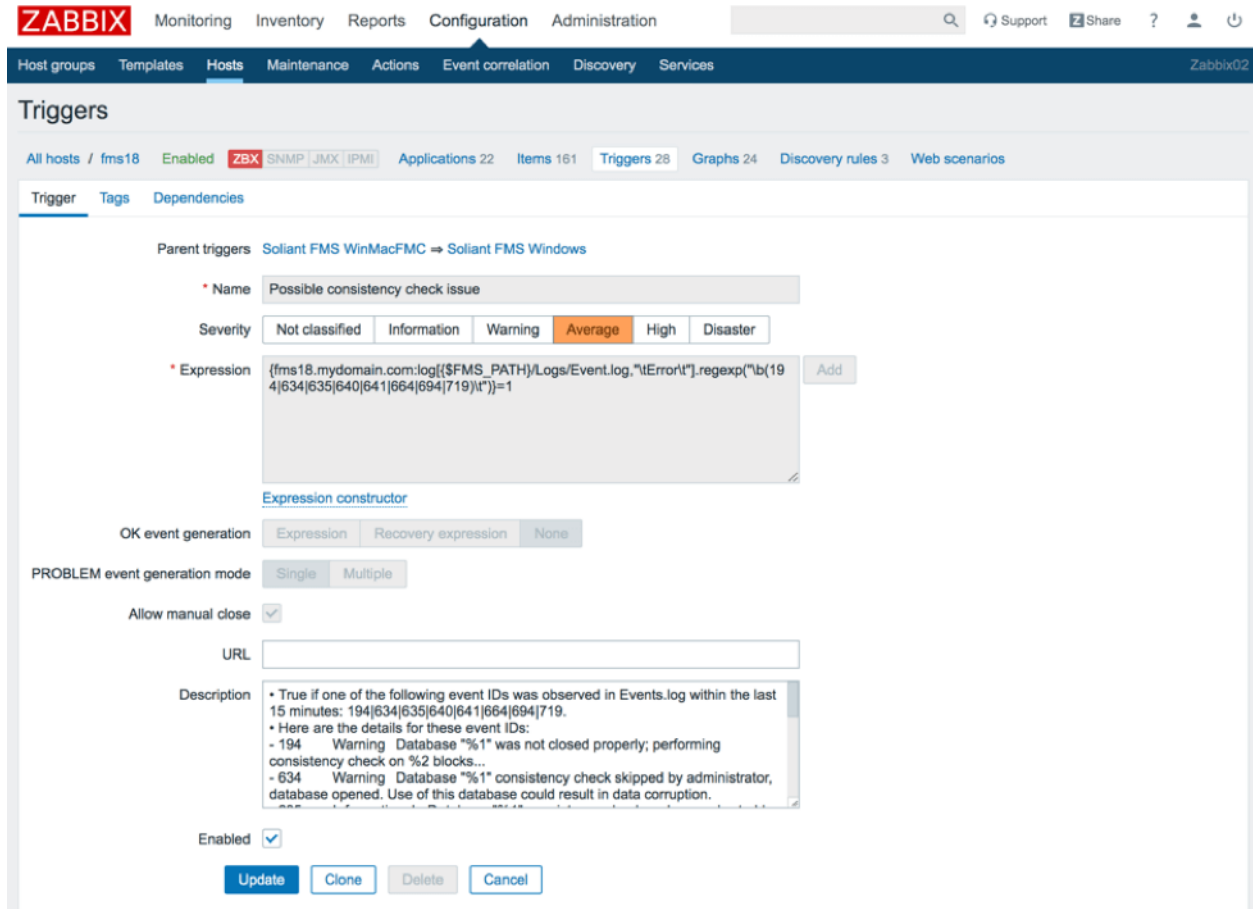 ZABBIX Monitoring Inventory Reports Configuration Administration Support Z Share ?
Host groups Templates Hosts Maintenance Actions Event correlation Discovery Services Zabbix02
Triggers
All hosts / fms18 Enabled ZBX SNMP JMX IPMI Applications 22 Items 161 Triggers 28 Graphs 24 Discovery rules 3 Web scenarios
Trigger Tags Dependencies
Parent triggers Soliant FMS WinMacFMC ⇒ Soliant FMS Windows
* Name Possible consistency check issue
Severity Not classified Information Warning Average High Disaster
* Expression {fms18.mydomain.com:log[{$FMS_PATH}/Logs/Event.log,"\tError\t"].regexp("\b(19 Add
4|634|635|640|641|664|694|719)\t")}=1
Expression constructor
OK event generation Expression Recovery expression None
PROBLEM event generation mode Single Multiple
Allow manual close
URL
Description • True if one of the following event IDs was observed in Events.log within the last
15 minutes: 194|634|635|640|641|664|694|719.
• Here are the details for these event IDs:
- 194 Warning Database "%1" was not closed properly; performing
consistency check on %2 blocks...
- 634 Warning Database "%1" consistency check skipped by administrator,
database opened. Use of this database could result in data corruption.
Enabled
Update Clone Delete Cancel